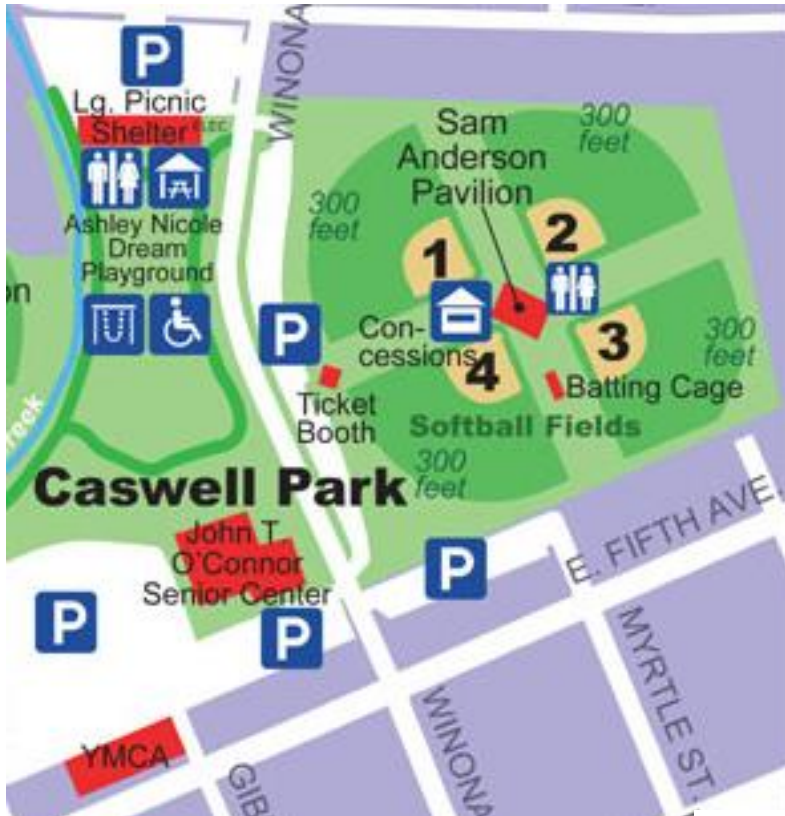 P
WINONA
Lg. Picnic
Shelter
ELEC.
Ashley Nicole
Dream
Playground
Sam
Anderson
Pavilion
300
feet
300
feet
300
feet
300
feet
1
2
3
4
P
Con-
cessions
Ticket
Booth
Batting Cage
Softball Fields
on
reek
Caswell Park
John T.
O'Connor
Senior Center
P
P
P
E. FIFTH AVE.
MYRTLE ST.
WINONA
YMCA
GIB